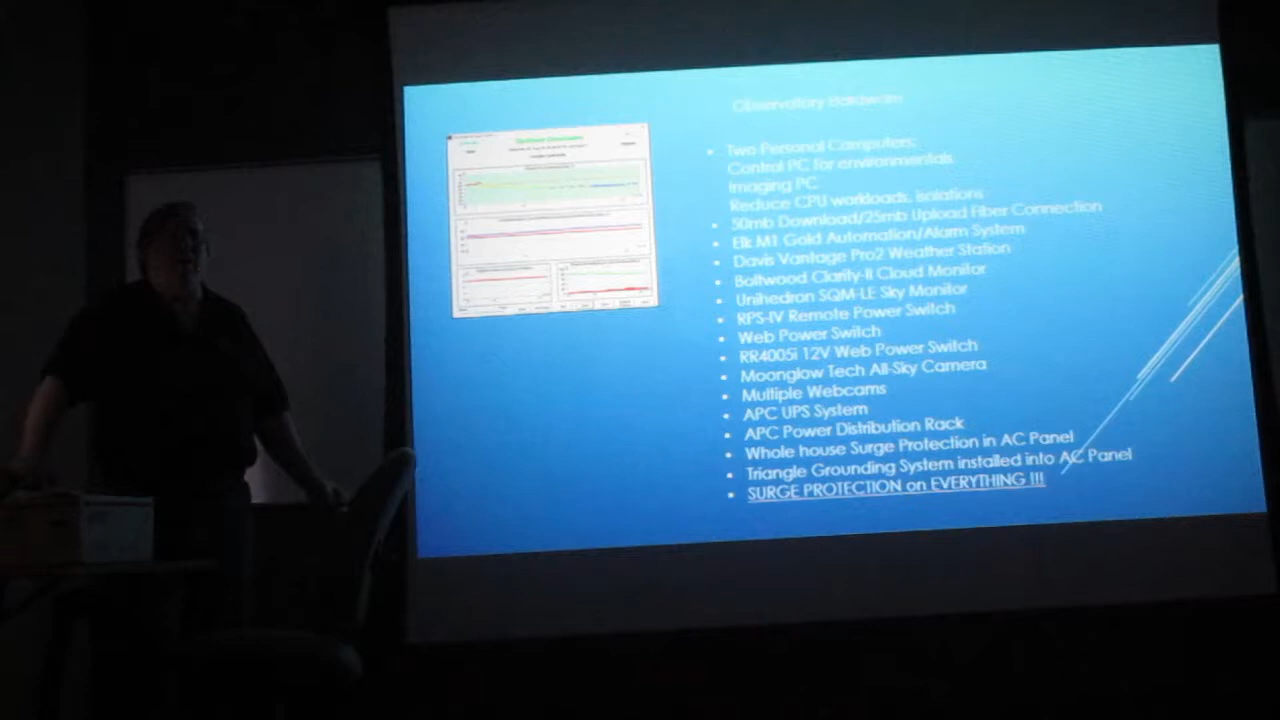 Observatory Hardware
• Two Personal Computers:
Control PC for environmentals
Imaging PC
Reduce CPU workloads, isolations
• 50mb Download/25mb Upload Fiber Connection
• Elk M1 Gold Automation/Alarm System
• Davis Vantage Pro2 Weather Station
• Boltwood Clarity-II Cloud Monitor
• Unihedron SQM-LE Sky Monitor
• RPS-IV Remote Power Switch
• Web Power Switch
• RR4005i 12V Web Power Switch
• Moonglow Tech All-Sky Camera
• Multiple Webcams
• APC UPS System
• APC Power Distribution Rack
• Whole house Surge Protection in AC Panel
• Triangle Grounding System installed into AC Panel
• SURGE PROTECTION on EVERYTHING !!!